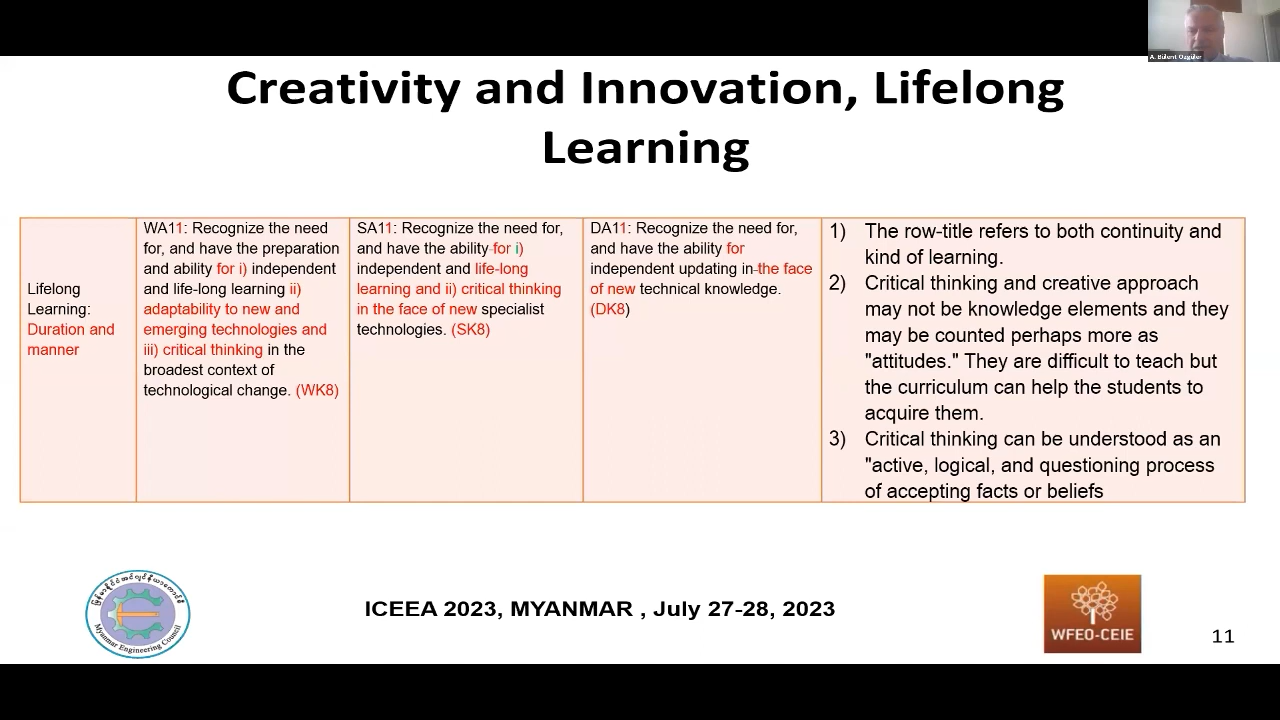 A. Bülent Özgüler
Creativity and Innovation, Lifelong
Learning
Lifelong
Learning:
Duration and
manner
WA11: Recognize the need
for, and have the preparation
and ability for i) independent
and life-long learning ii)
adaptability to new and
emerging technologies and
iii) critical thinking in the
broadest context of
technological change. (WK8)
SA11: Recognize the need for,
and have the ability for i)
independent and life-long
learning and ii) critical thinking
in the face of new specialist
technologies. (SK8)
DA11: Recognize the need for,
and have the ability for
independent updating in the face
of new technical knowledge.
(DK8)
1) The row-title refers to both continuity and
kind of learning.
2) Critical thinking and creative approach
may not be knowledge elements and they
may be counted perhaps more as
"attitudes." They are difficult to teach but
the curriculum can help the students to
acquire them.
3) Critical thinking can be understood as an
"active, logical, and questioning process
of accepting facts or beliefs
Myanmar Engineering Council
ICEEA 2023, MYANMAR , July 27-28, 2023
WFEO-CEIE
11